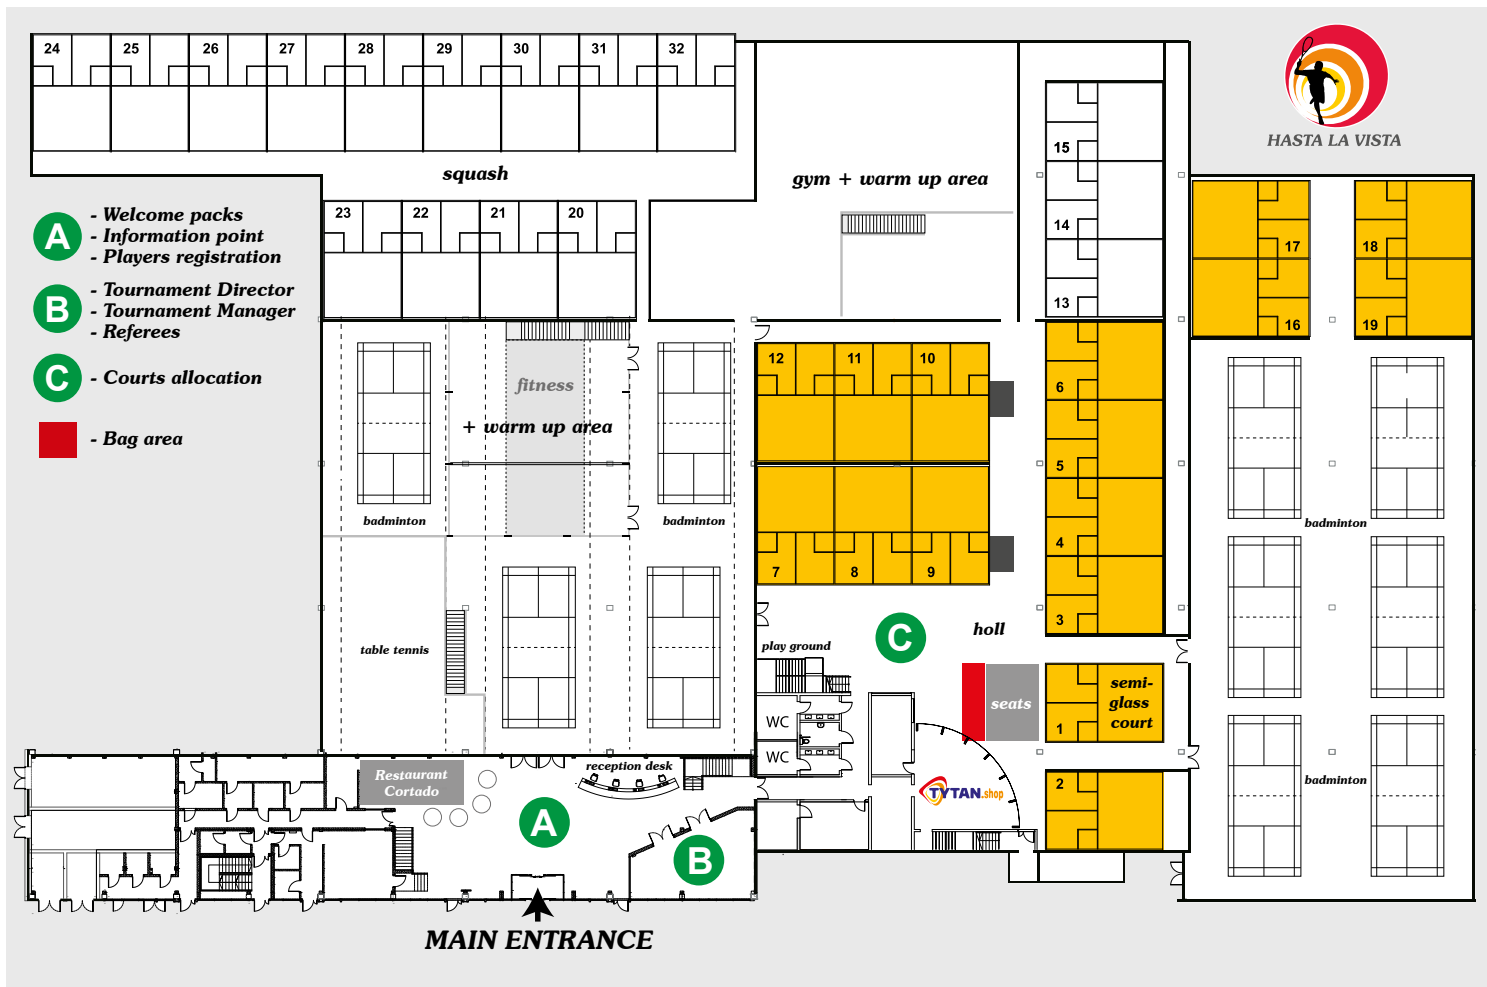 24 25 26 27 28 29 30 31 32
HASTA LA VISTA
squash
gym + warm up area
15
14
13
23 22 21 20
17 18
16 19
A
- Welcome packs
- Information point
- Players registration
B
- Tournament Director
- Tournament Manager
- Referees
C
- Courts allocation
- Bag area
fitness
+ warm up area
badminton
badminton
12 11 10
7 8 9
6
5
4
3
badminton
badminton
table tennis
play ground
C
holl
seats
semi-
glass
court
1
2
WC
WC
TYTAN.shop
reception desk
Restaurant
Cortado
A
B
MAIN ENTRANCE